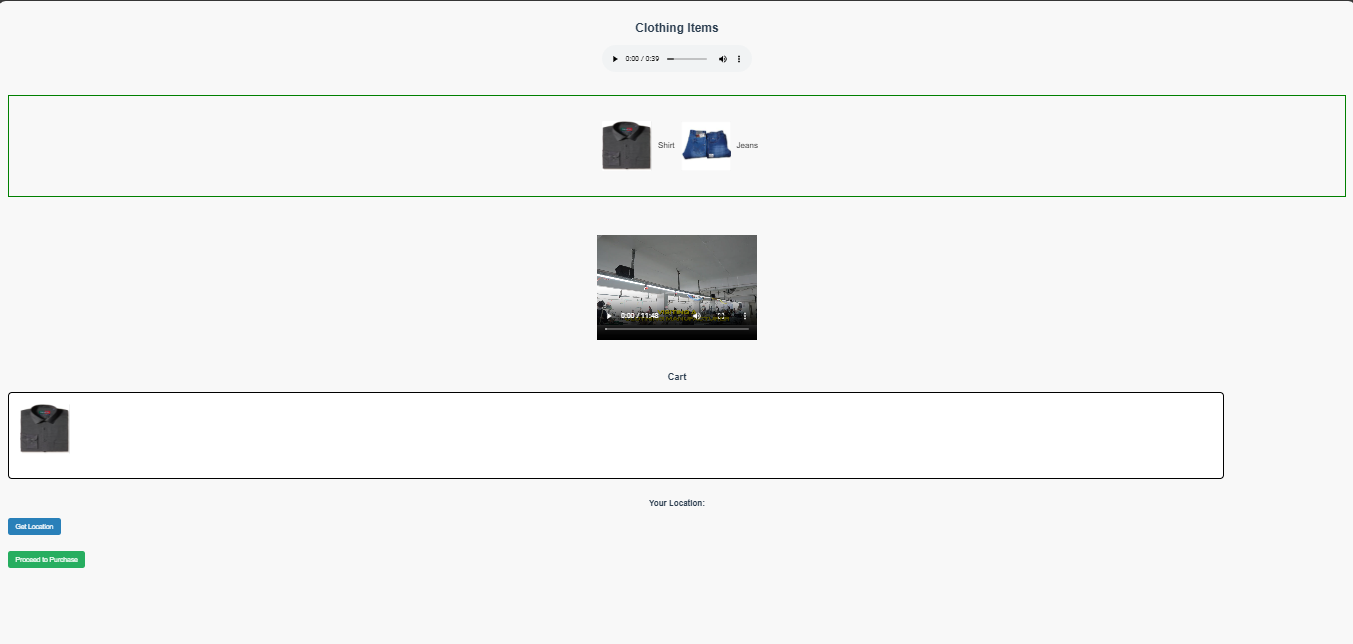 Clothing Items
0:00 / 0:39
Shirt
Jeans
0:00 / 11:48
Cart
Your Location:
Get Location
Proceed to Purchase